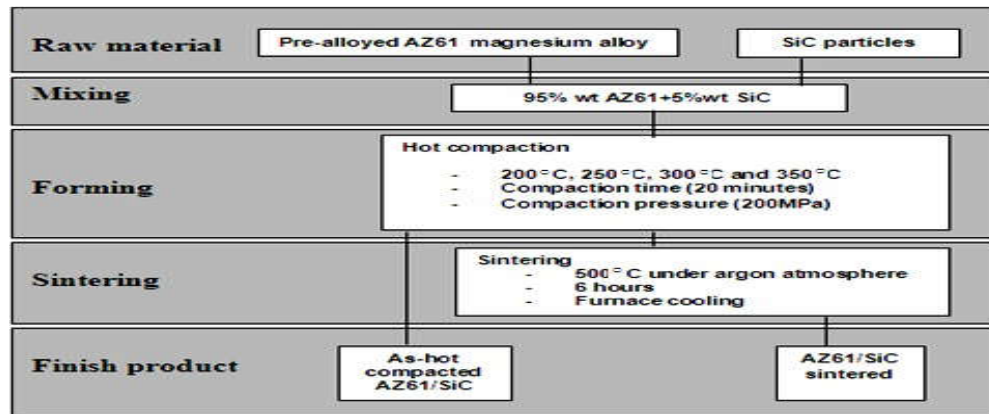 Raw material
Pre-alloyed AZ61 magnesium alloy
SiC particles
Mixing
95% wt AZ61+5%wt SiC
Forming
Hot compaction
- 200°C, 250°C, 300°C and 350°C
- Compaction time (20 minutes)
- Compaction pressure (200MPa)
Sintering
Sintering
- 500°C under argon atmosphere
- 6 hours
- Furnace cooling
Finish product
As-hot
compacted
AZ61/SiC
AZ61/SiC
sintered